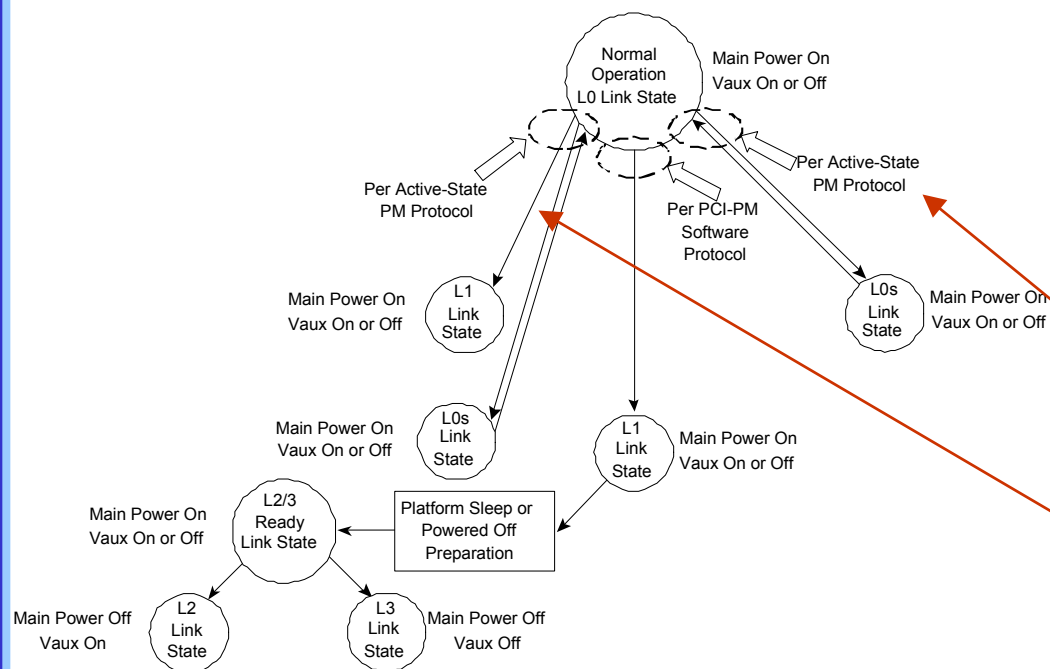 Normal
Operation
L0 Link State
Main Power On
Vaux On or Off
Per Active-State
PM Protocol
Per PCI-PM
Software
Protocol
Per Active-State
PM Protocol
Main Power On
Vaux On or Off
L1
Link
State
L0s
Link
State
Main Power On
Vaux On or Off
Main Power On
Vaux On or Off
L0s
Link
State
L1
Link
State
Main Power On
Vaux On or Off
Main Power On
Vaux On or Off
L2/3
Ready
Link State
Platform Sleep or
Powered Off
Preparation
Main Power Off
Vaux On
L2
Link
State
L3
Link
State
Main Power Off
Vaux Off